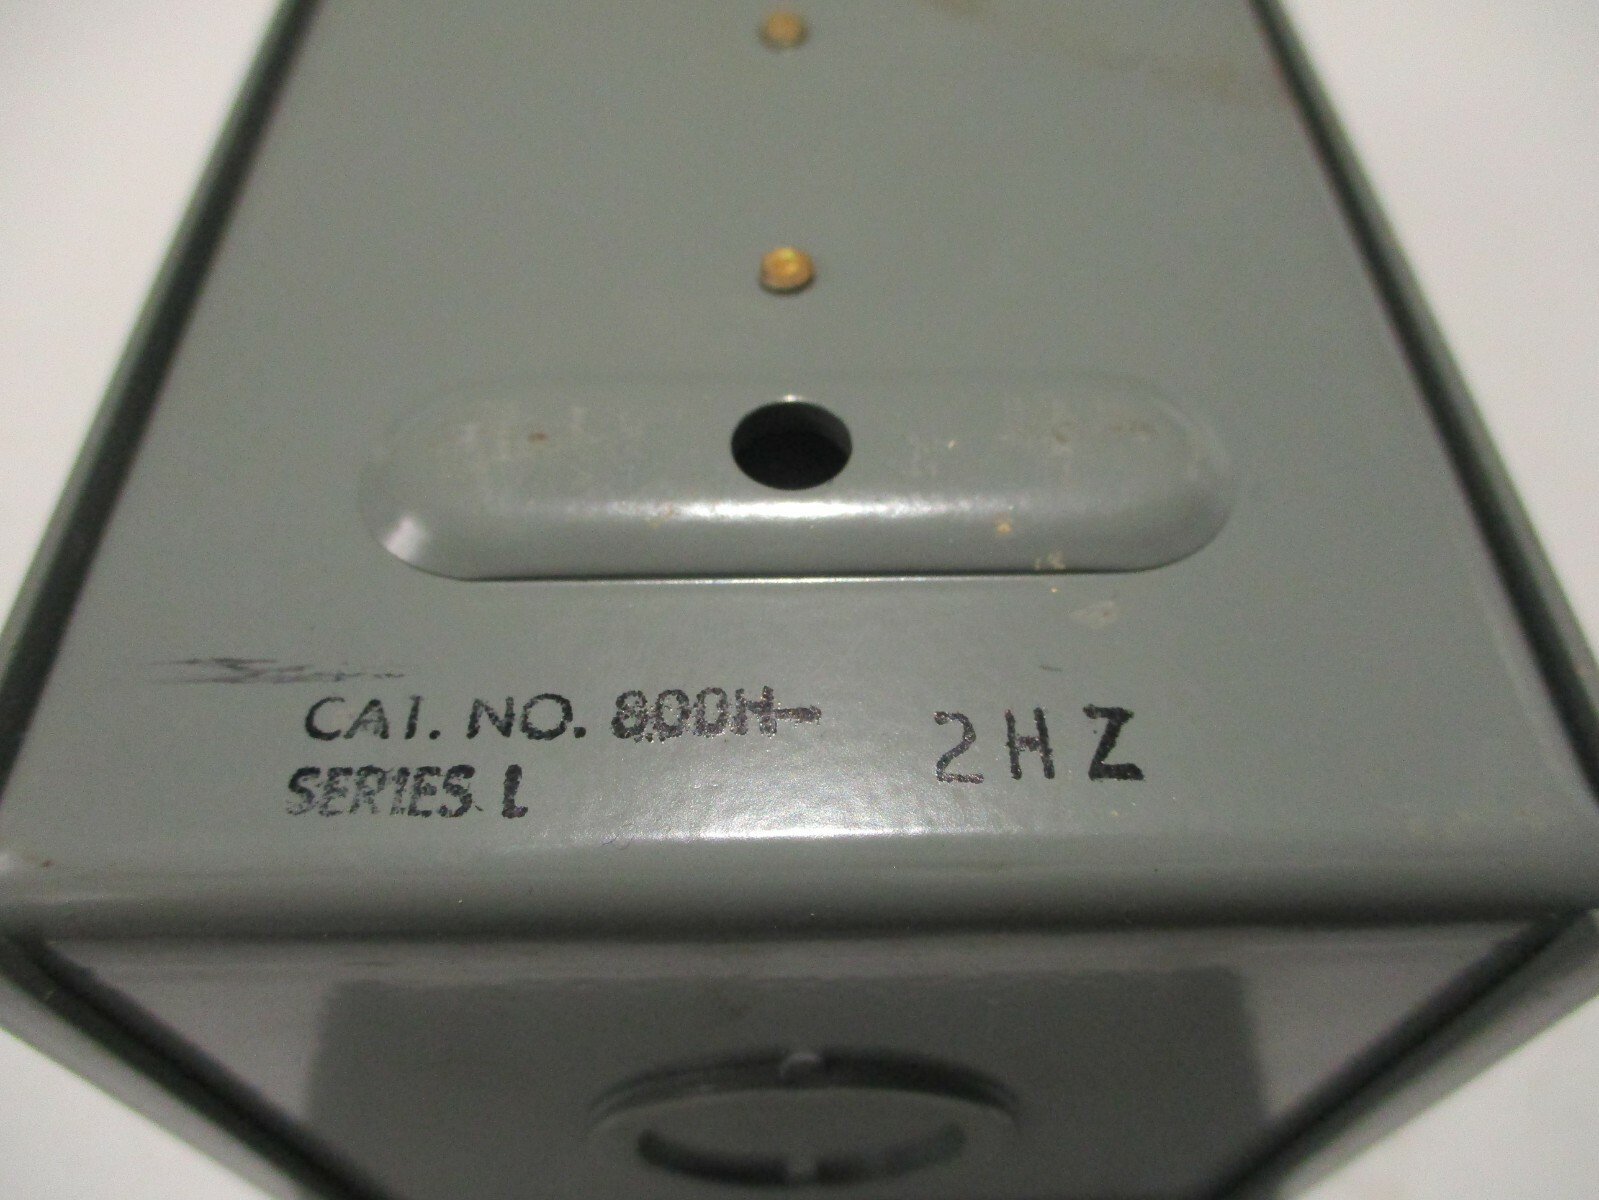 CAT. NO. 800H- 2HZ
SERIES L